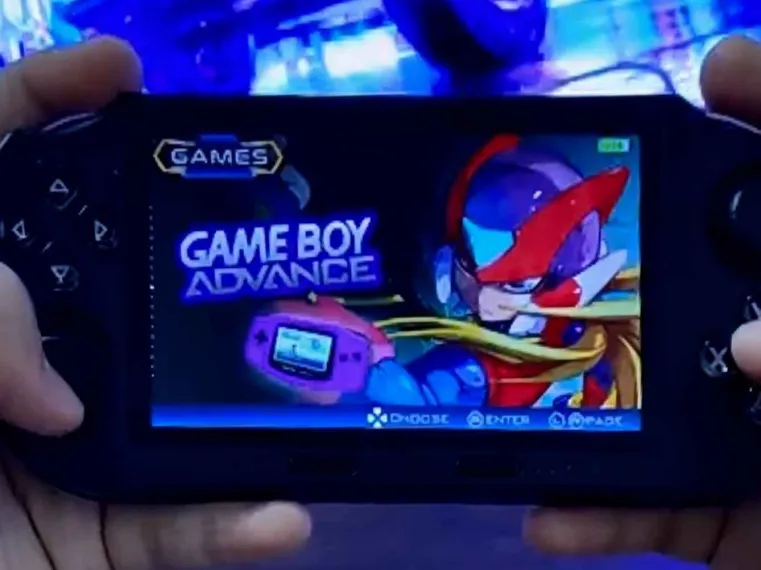 GAMES
GAME BOY
ADVANCE
CHOOSE ENTER L R PAGE
X